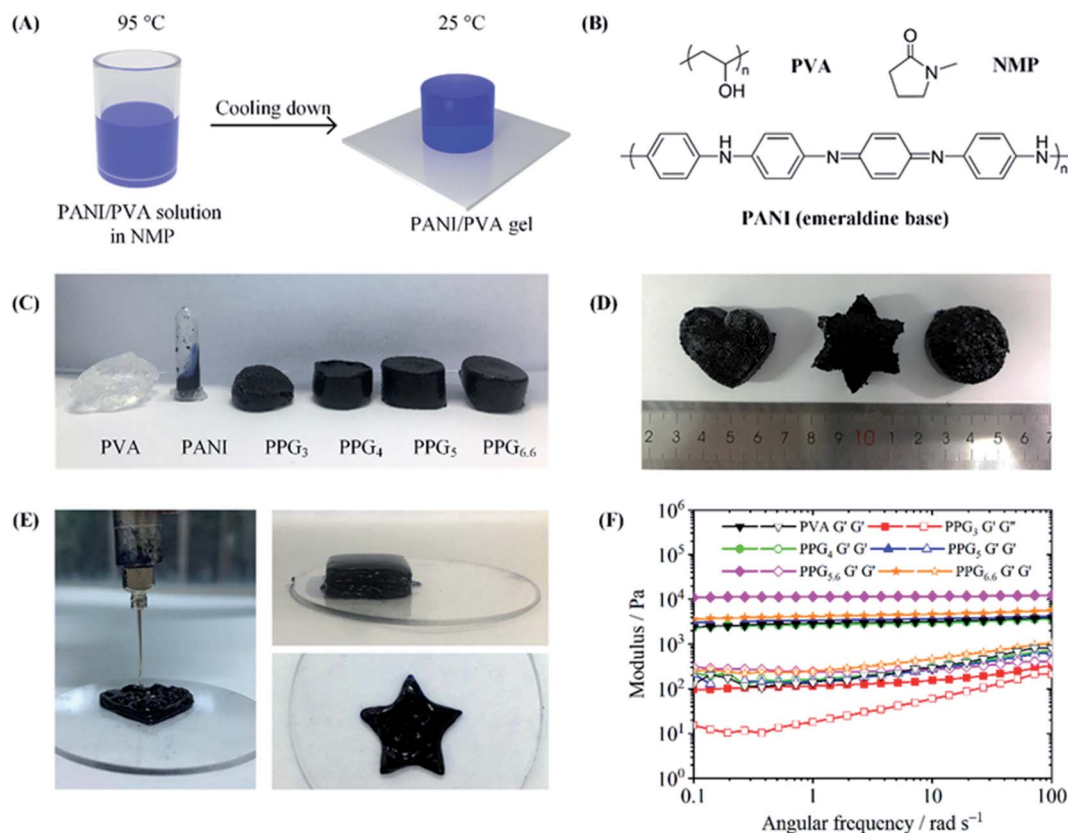 (A)
95 °C
25 °C
Cooling down
PANI/PVA solution
in NMP
PANI/PVA gel
(B)
O
N
NMP
( )n
OH
PVA
H
N
N
N
H
N
n
PANI (emeraldine base)
(C)
PVA PANI PPG3 PPG4 PPG5 PPG6.6
(D)
2 3 4 5 6 7 8 9 10 1 2 3 4 5 6 7
(E)
(F)
PVA G' G' PPG3 G' G"
PPG4 G' G' PPG5 G' G'
PPG5.6 G' G' PPG6.6 G' G'
Modulus / Pa
10^6
10^5
10^4
10^3
10^2
10^1
10^0
0.1 1 10 100
Angular frequency / rad s–1